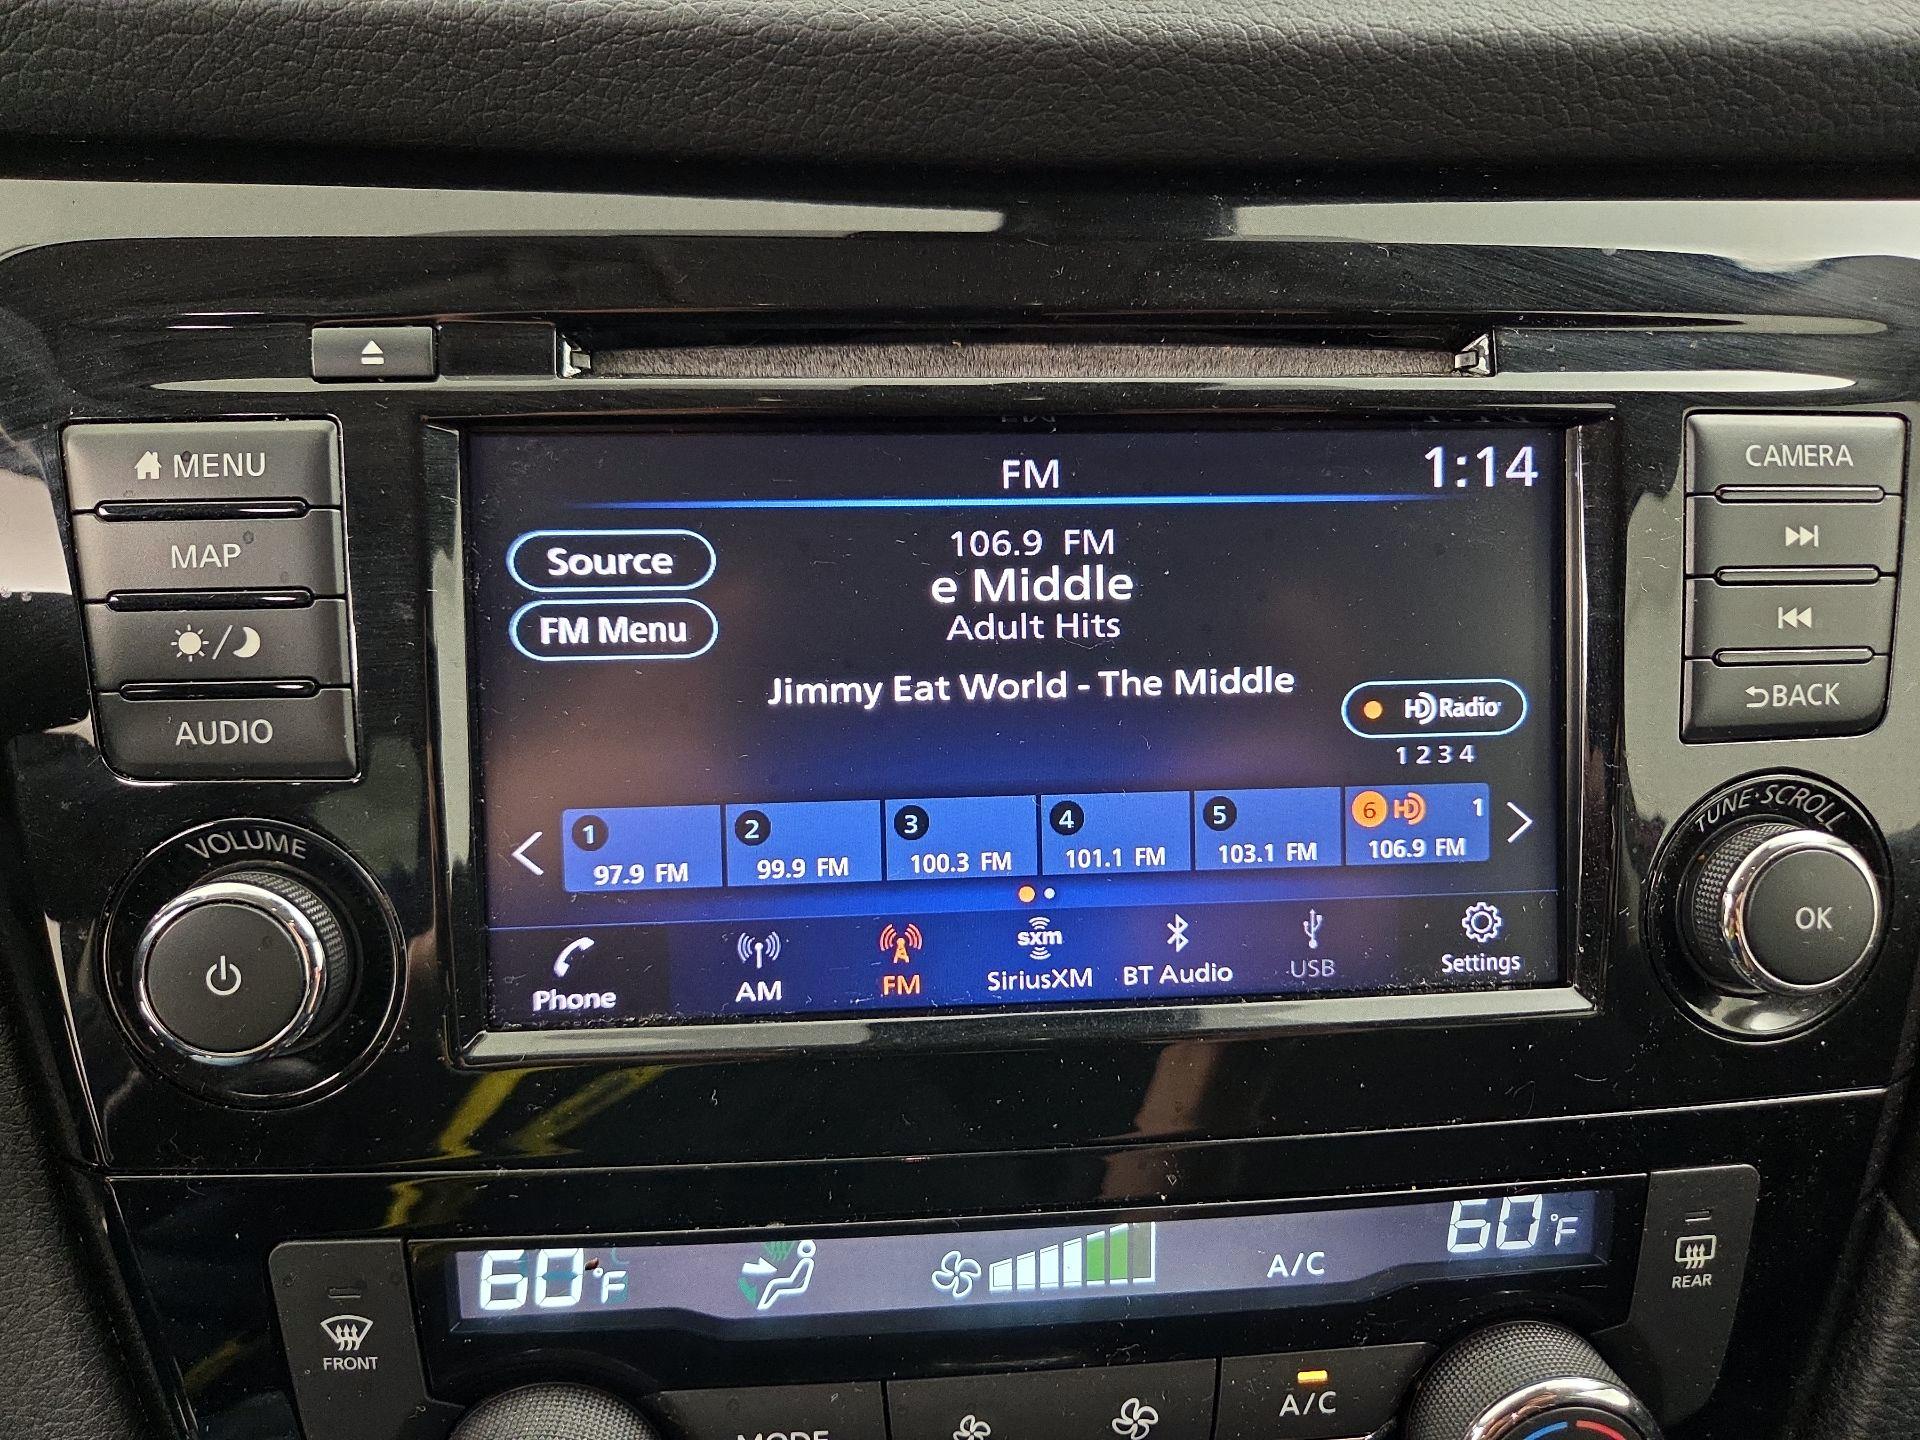 MENU
MAP
AUDIO
VOLUME
CAMERA
BACK
TUNE·SCROLL
OK
FM
1:14
Source
FM Menu
106.9 FM
e Middle
Adult Hits
Jimmy Eat World - The Middle
HD Radio
1 2 3 4
1 97.9 FM
2 99.9 FM
3 100.3 FM
4 101.1 FM
5 103.1 FM
6 HD 1 106.9 FM
Phone
AM
FM
sxm
SiriusXM
BT Audio
USB
Settings
60°F
A/C
60°F
FRONT
REAR
MODE
A/C